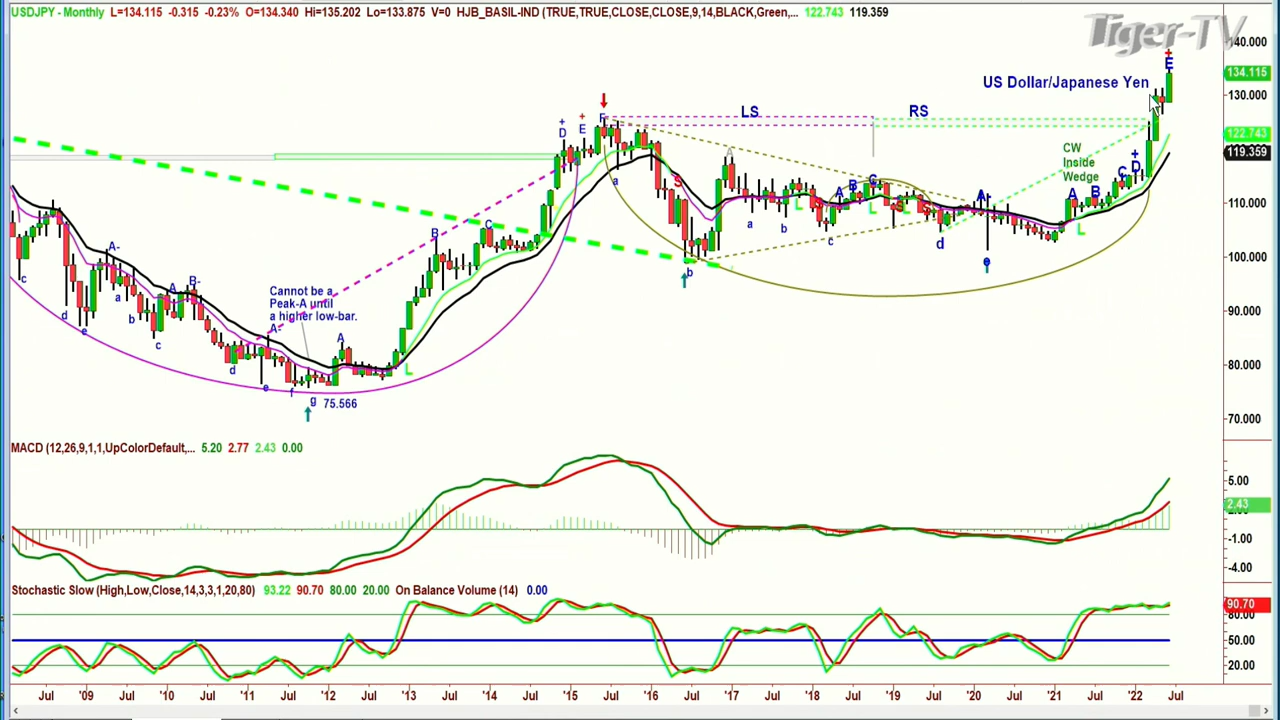 USDJPY - Monthly L=134.115 -0.315 -0.23% O=134.340 Hi=135.202 Lo=133.875 V=0 HJB_BASIL-IND (TRUE,TRUE,CLOSE,CLOSE,9,14,BLACK,Green,... 122.743 119.359
Tiger-TV
140.000
E
US Dollar/Japanese Yen
134.115
130.000
LS
RS
D
E
F
122.743
119.359
CW
Inside
Wedge
a
S
A
B
C
A
C
D
A
B
L
S
L
S
L
110.000
a
b
c
d
e
100.000
b
A-
B
C
c
a
A
B-
b
d
e
c
Cannot be a
Peak-A until
a higher low-bar.
A-
A
90.000
80.000
d
e
f
g
75.566
L
70.000
MACD (12,26,9,1,1,UpColorDefault,... 5.20 2.77 2.43 0.00
5.00
2.43
-1.00
-4.00
Stochastic Slow (High,Low,Close,14,3,3,1,20,80) 93.22 90.70 80.00 20.00 On Balance Volume (14) 0.00
90.70
80.00
50.00
20.00
Jul '09 Jul '10 Jul '11 Jul '12 Jul '13 Jul '14 Jul '15 Jul '16 Jul '17 Jul '18 Jul '19 Jul '20 Jul '21 Jul '22 Jul